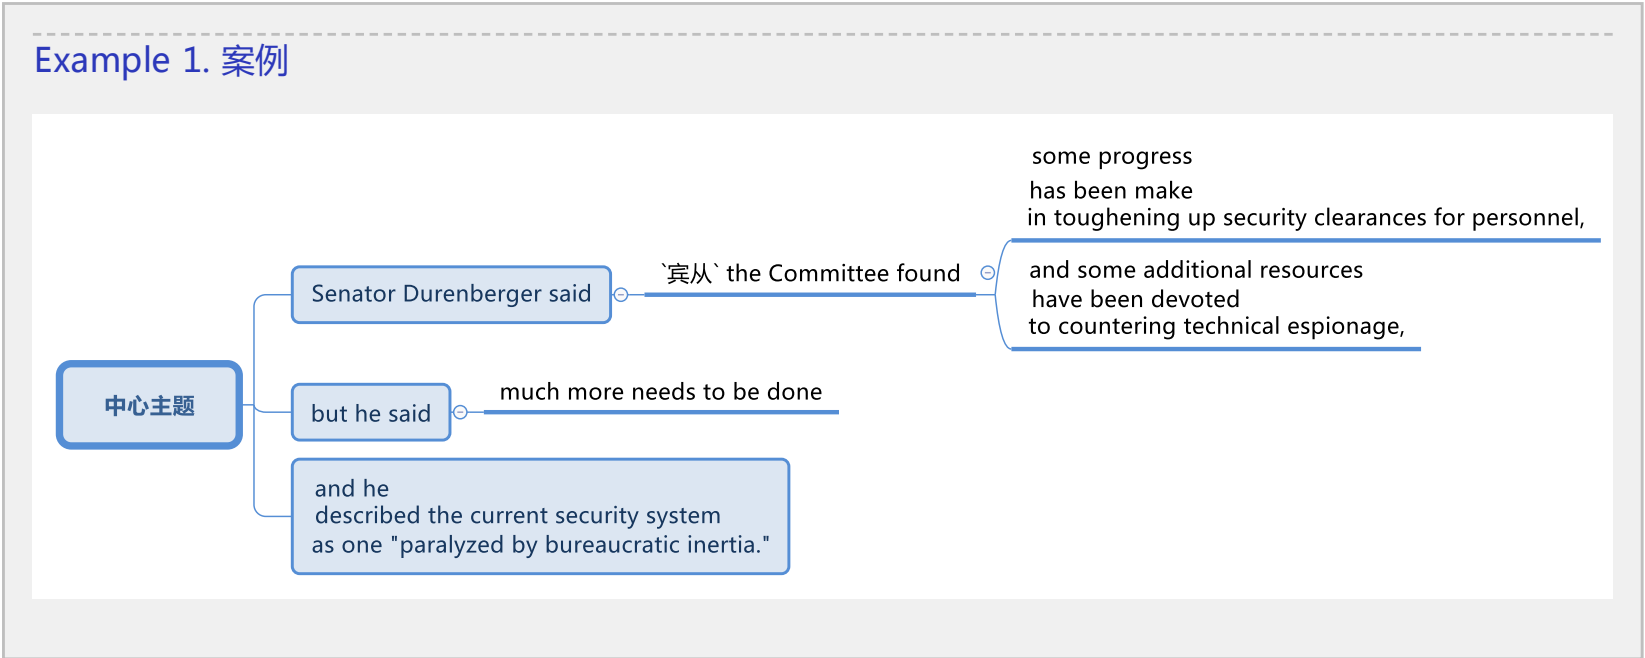 Example 1. 案例
some progress
has been make
in toughening up security clearances for personnel,
`宾从` the Committee found
and some additional resources
have been devoted
to countering technical espionage,
Senator Durenberger said
中心主题
but he said
much more needs to be done
and he
described the current security system
as one "paralyzed by bureaucratic inertia."